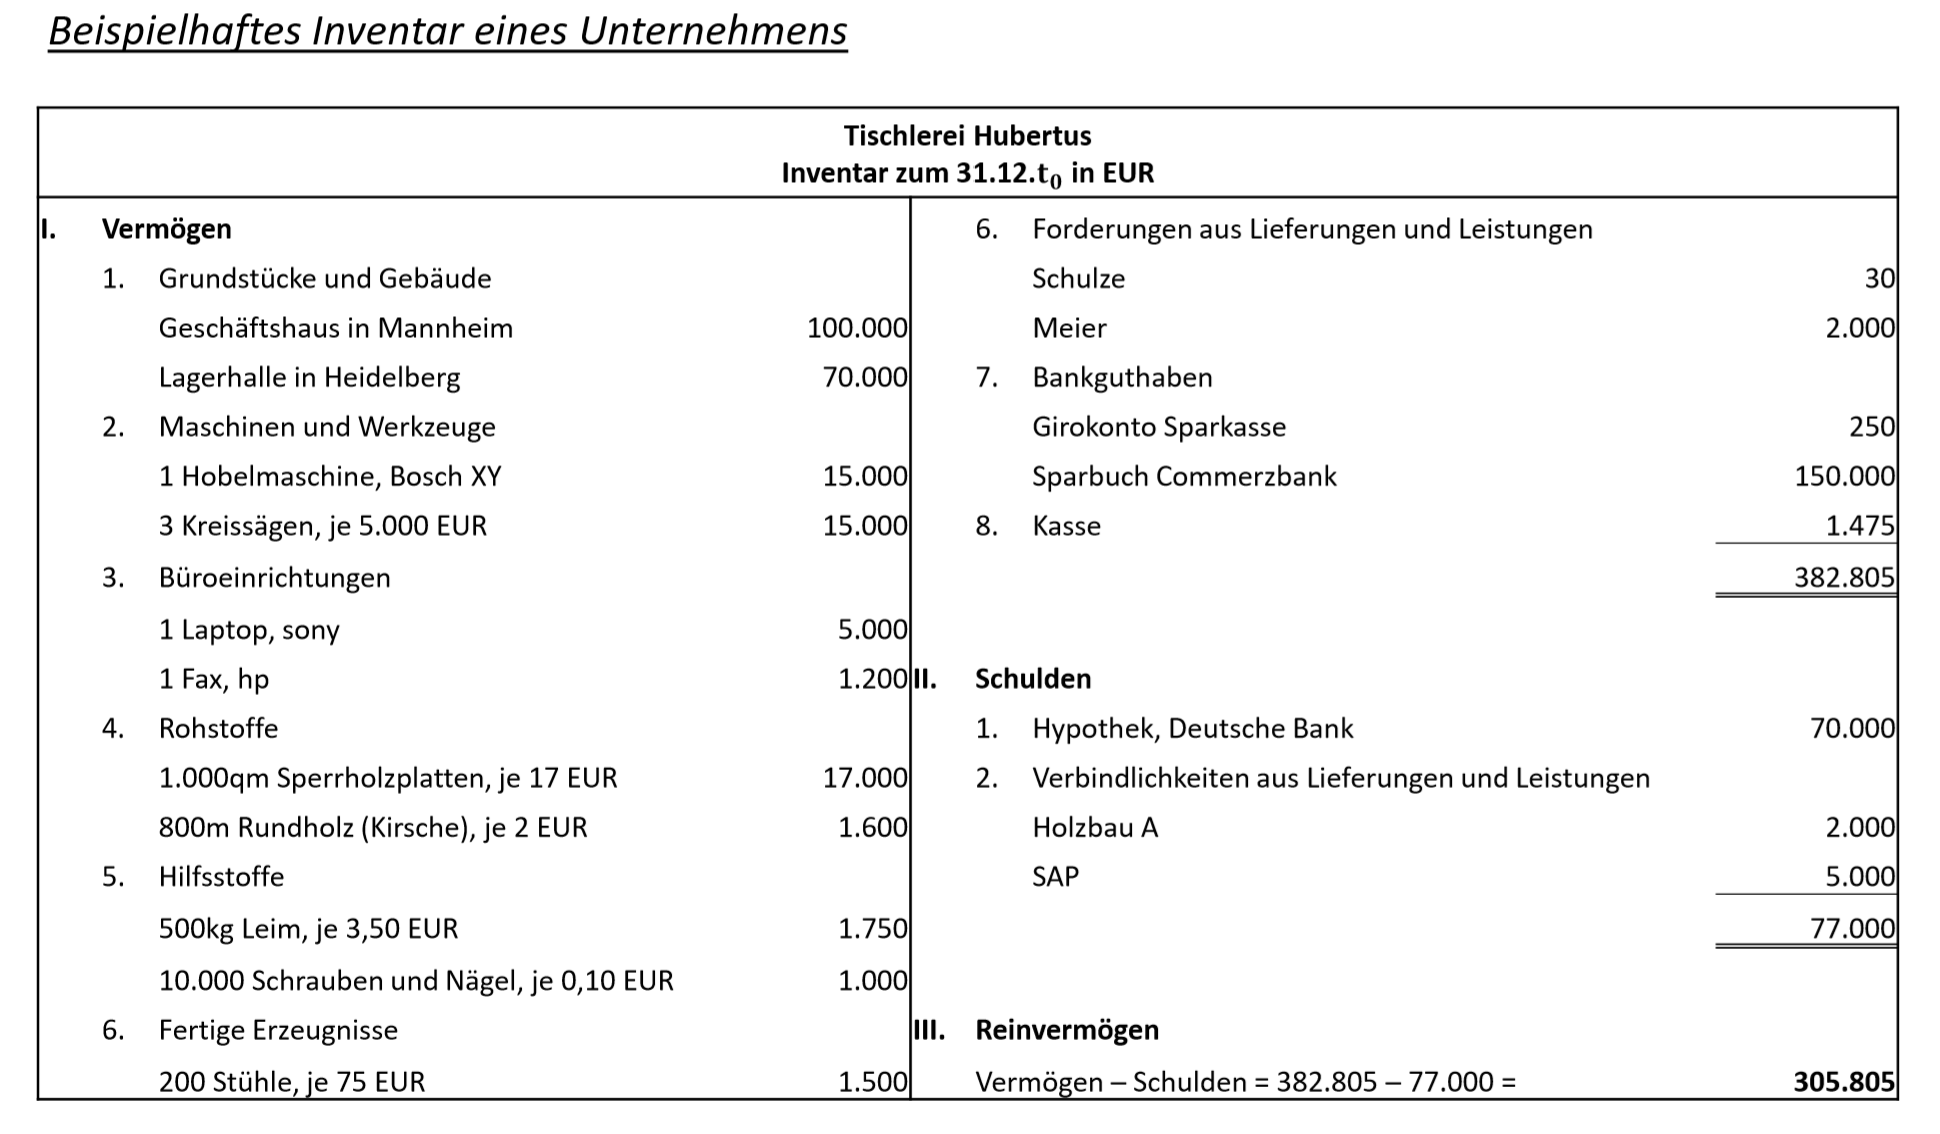 Beispielhaftes Inventar eines Unternehmens
Tischlerei Hubertus
Inventar zum 31.12.t₀ in EUR
I. Vermögen
1. Grundstücke und Gebäude
Geschäftshaus in Mannheim 100.000
Lagerhalle in Heidelberg 70.000
2. Maschinen und Werkzeuge
1 Hobelmaschine, Bosch XY 15.000
3 Kreissägen, je 5.000 EUR 15.000
3. Büroeinrichtungen
1 Laptop, sony 5.000
1 Fax, hp 1.200
4. Rohstoffe
1.000qm Sperrholzplatten, je 17 EUR 17.000
800m Rundholz (Kirsche), je 2 EUR 1.600
5. Hilfsstoffe
500kg Leim, je 3,50 EUR 1.750
10.000 Schrauben und Nägel, je 0,10 EUR 1.000
6. Fertige Erzeugnisse
200 Stühle, je 75 EUR 1.500
6. Forderungen aus Lieferungen und Leistungen
Schulze 30
Meier 2.000
7. Bankguthaben
Girokonto Sparkasse 250
Sparbuch Commerzbank 150.000
8. Kasse 1.475
382.805
II. Schulden
1. Hypothek, Deutsche Bank 70.000
2. Verbindlichkeiten aus Lieferungen und Leistungen
Holzbau A 2.000
SAP 5.000
77.000
III. Reinvermögen
Vermögen – Schulden = 382.805 – 77.000 = 305.805